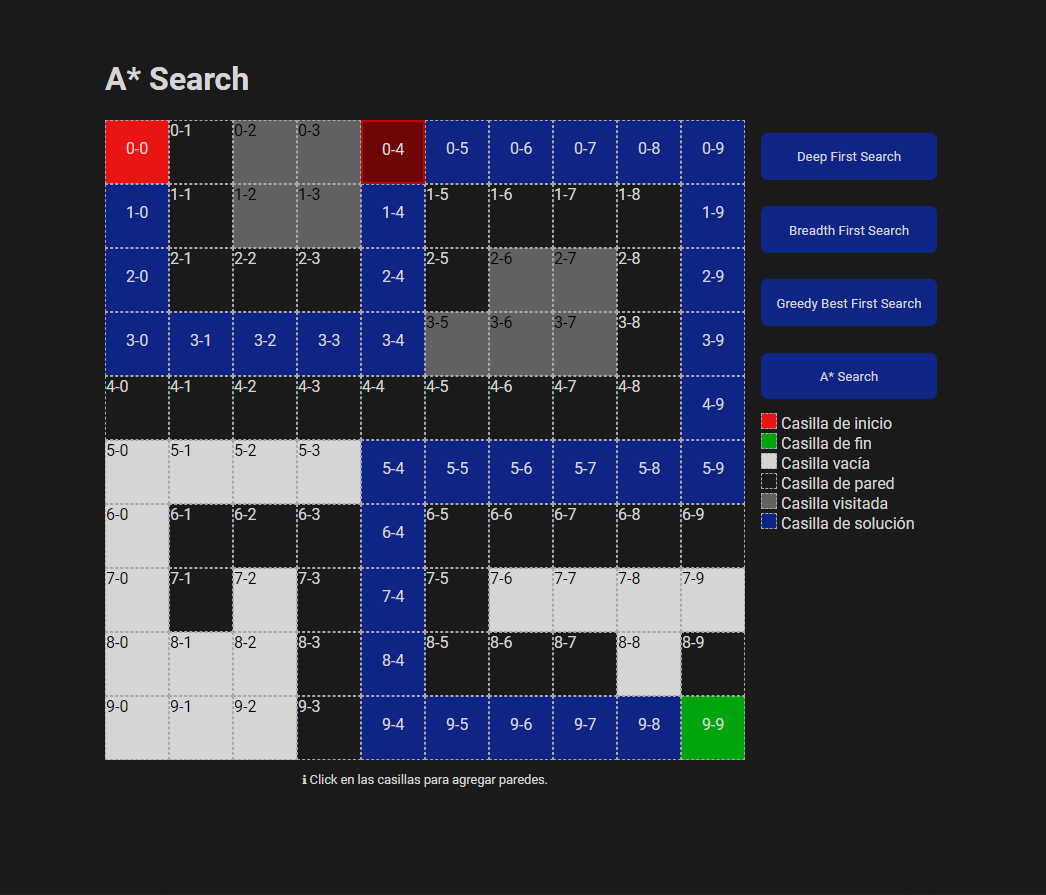 A* Search
0-0 0-1 0-2 0-3 0-4 0-5 0-6 0-7 0-8 0-9
1-0 1-1 1-2 1-3 1-4 1-5 1-6 1-7 1-8 1-9
2-0 2-1 2-2 2-3 2-4 2-5 2-6 2-7 2-8 2-9
3-0 3-1 3-2 3-3 3-4 3-5 3-6 3-7 3-8 3-9
4-0 4-1 4-2 4-3 4-4 4-5 4-6 4-7 4-8 4-9
5-0 5-1 5-2 5-3 5-4 5-5 5-6 5-7 5-8 5-9
6-0 6-1 6-2 6-3 6-4 6-5 6-6 6-7 6-8 6-9
7-0 7-1 7-2 7-3 7-4 7-5 7-6 7-7 7-8 7-9
8-0 8-1 8-2 8-3 8-4 8-5 8-6 8-7 8-8 8-9
9-0 9-1 9-2 9-3 9-4 9-5 9-6 9-7 9-8 9-9
ℹ Click en las casillas para agregar paredes.
Deep First Search
Breadth First Search
Greedy Best First Search
A* Search
Casilla de inicio
Casilla de fin
Casilla vacía
Casilla de pared
Casilla visitada
Casilla de solución